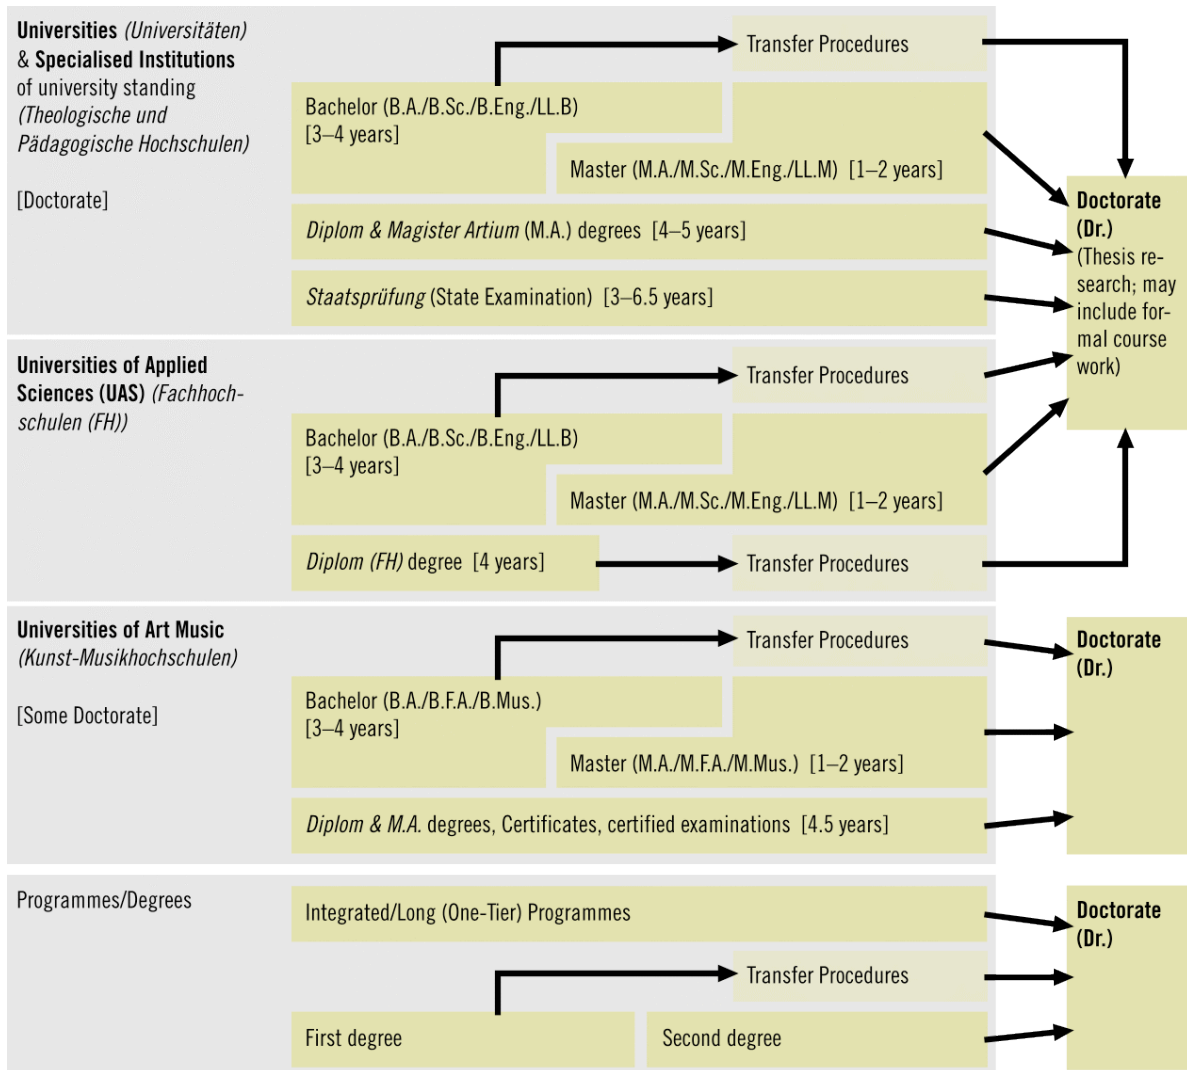 Universities (Universitäten)
& Specialised Institutions
of university standing
(Theologische und
Pädagogische Hochschulen)
[Doctorate]
Transfer Procedures
Bachelor (B.A./B.Sc./B.Eng./LL.B)
[3–4 years]
Master (M.A./M.Sc./M.Eng./LL.M) [1–2 years]
Diplom & Magister Artium (M.A.) degrees [4–5 years]
Staatsprüfung (State Examination) [3–6.5 years]
Doctorate
(Dr.)
(Thesis re-
search; may
include for-
mal course
work)
Universities of Applied
Sciences (UAS) (Fachhoch-
schulen (FH))
Transfer Procedures
Bachelor (B.A./B.Sc./B.Eng./LL.B)
[3–4 years]
Master (M.A./M.Sc./M.Eng./LL.M) [1–2 years]
Diplom (FH) degree [4 years]
Transfer Procedures
Universities of Art Music
(Kunst-Musikhochschulen)
[Some Doctorate]
Transfer Procedures
Bachelor (B.A./B.F.A./B.Mus.)
[3–4 years]
Master (M.A./M.F.A./M.Mus.) [1–2 years]
Diplom & M.A. degrees, Certificates, certified examinations [4.5 years]
Doctorate
(Dr.)
Programmes/Degrees
Integrated/Long (One-Tier) Programmes
Transfer Procedures
First degree
Second degree
Doctorate
(Dr.)